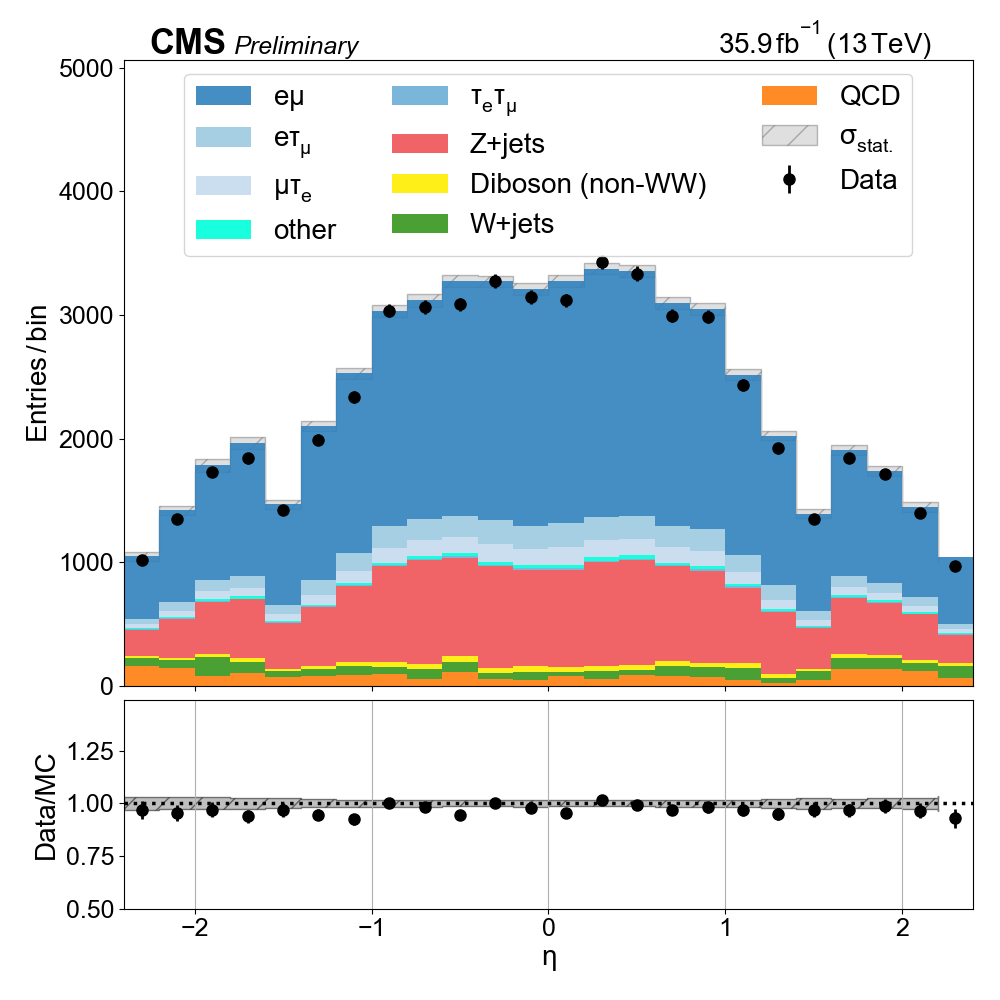 CMS Preliminary 35.9 fb⁻¹ (13 TeV)
5000
4000
3000
2000
1000
0
Entries / bin
eμ
eτμ
μτe
other
τeτμ
Z+jets
Diboson (non-WW)
W+jets
QCD
σstat.
Data
1.25
1.00
0.75
0.50
Data/MC
−2 −1 0 1 2
η